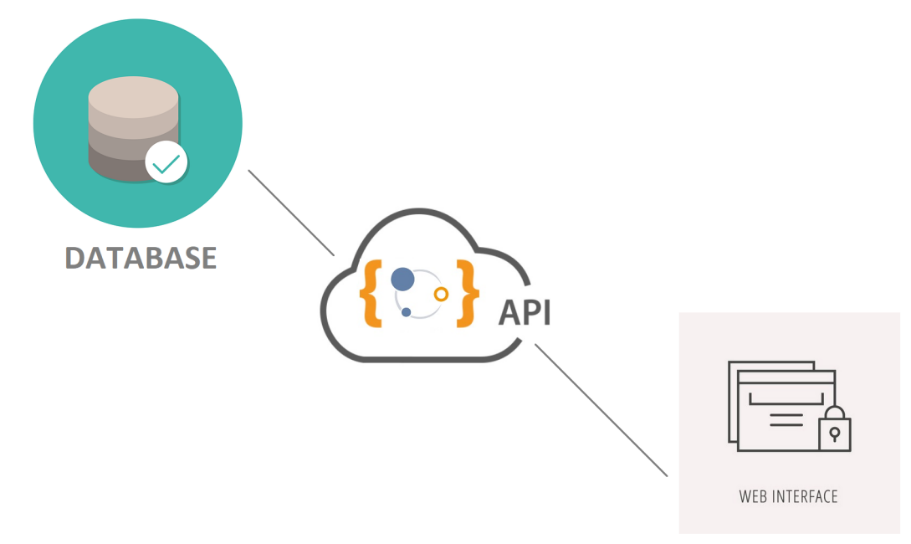 DATABASE
API
WEB INTERFACE